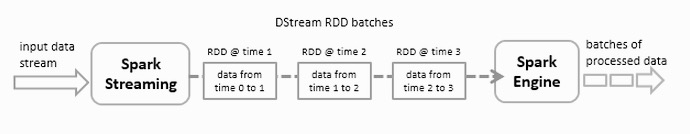 DStream RDD batches
input data
stream
Spark
Streaming
RDD @ time 1
data from
time 0 to 1
RDD @ time 2
data from
time 1 to 2
RDD @ time 3
data from
time 2 to 3
Spark
Engine
batches of
processed data